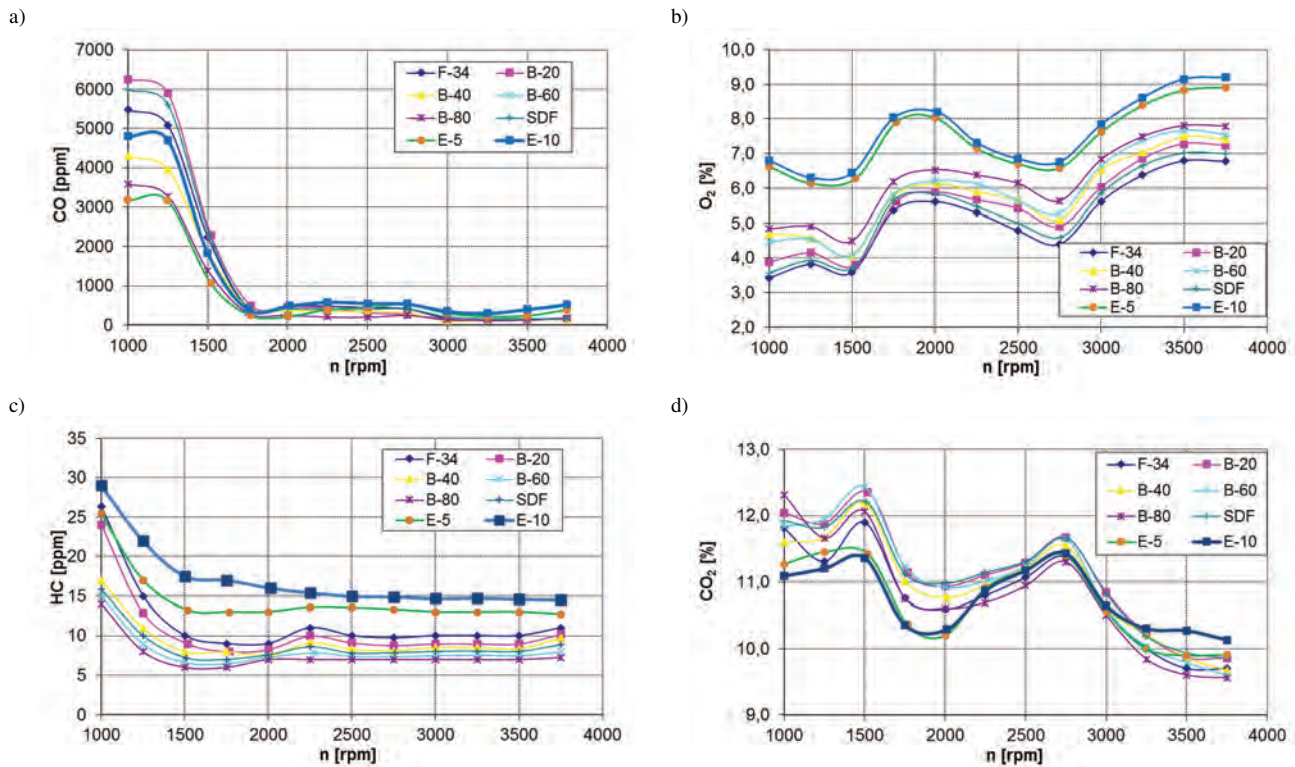 a)
7000
6000
5000
4000
3000
2000
1000
0
CO [ppm]
F-34 B-20
B-40 B-60
B-80 SDF
E-5 E-10
1000 1500 2000 2500 3000 3500 4000
n [rpm]
b)
10,0
9,0
8,0
7,0
6,0
5,0
4,0
3,0
2,0
O2 [%]
F-34 B-20
B-40 B-60
B-80 SDF
E-5 E-10
1000 1500 2000 2500 3000 3500 4000
n [rpm]
c)
35
30
25
20
15
10
5
0
HC [ppm]
F-34 B-20
B-40 B-60
B-80 SDF
E-5 E-10
1000 1500 2000 2500 3000 3500 4000
n [rpm]
d)
13,0
12,0
11,0
10,0
9,0
CO2 [%]
F-34 B-20
B-40 B-60
B-80 SDF
E-5 E-10
1000 1500 2000 2500 3000 3500 4000
n [rpm]